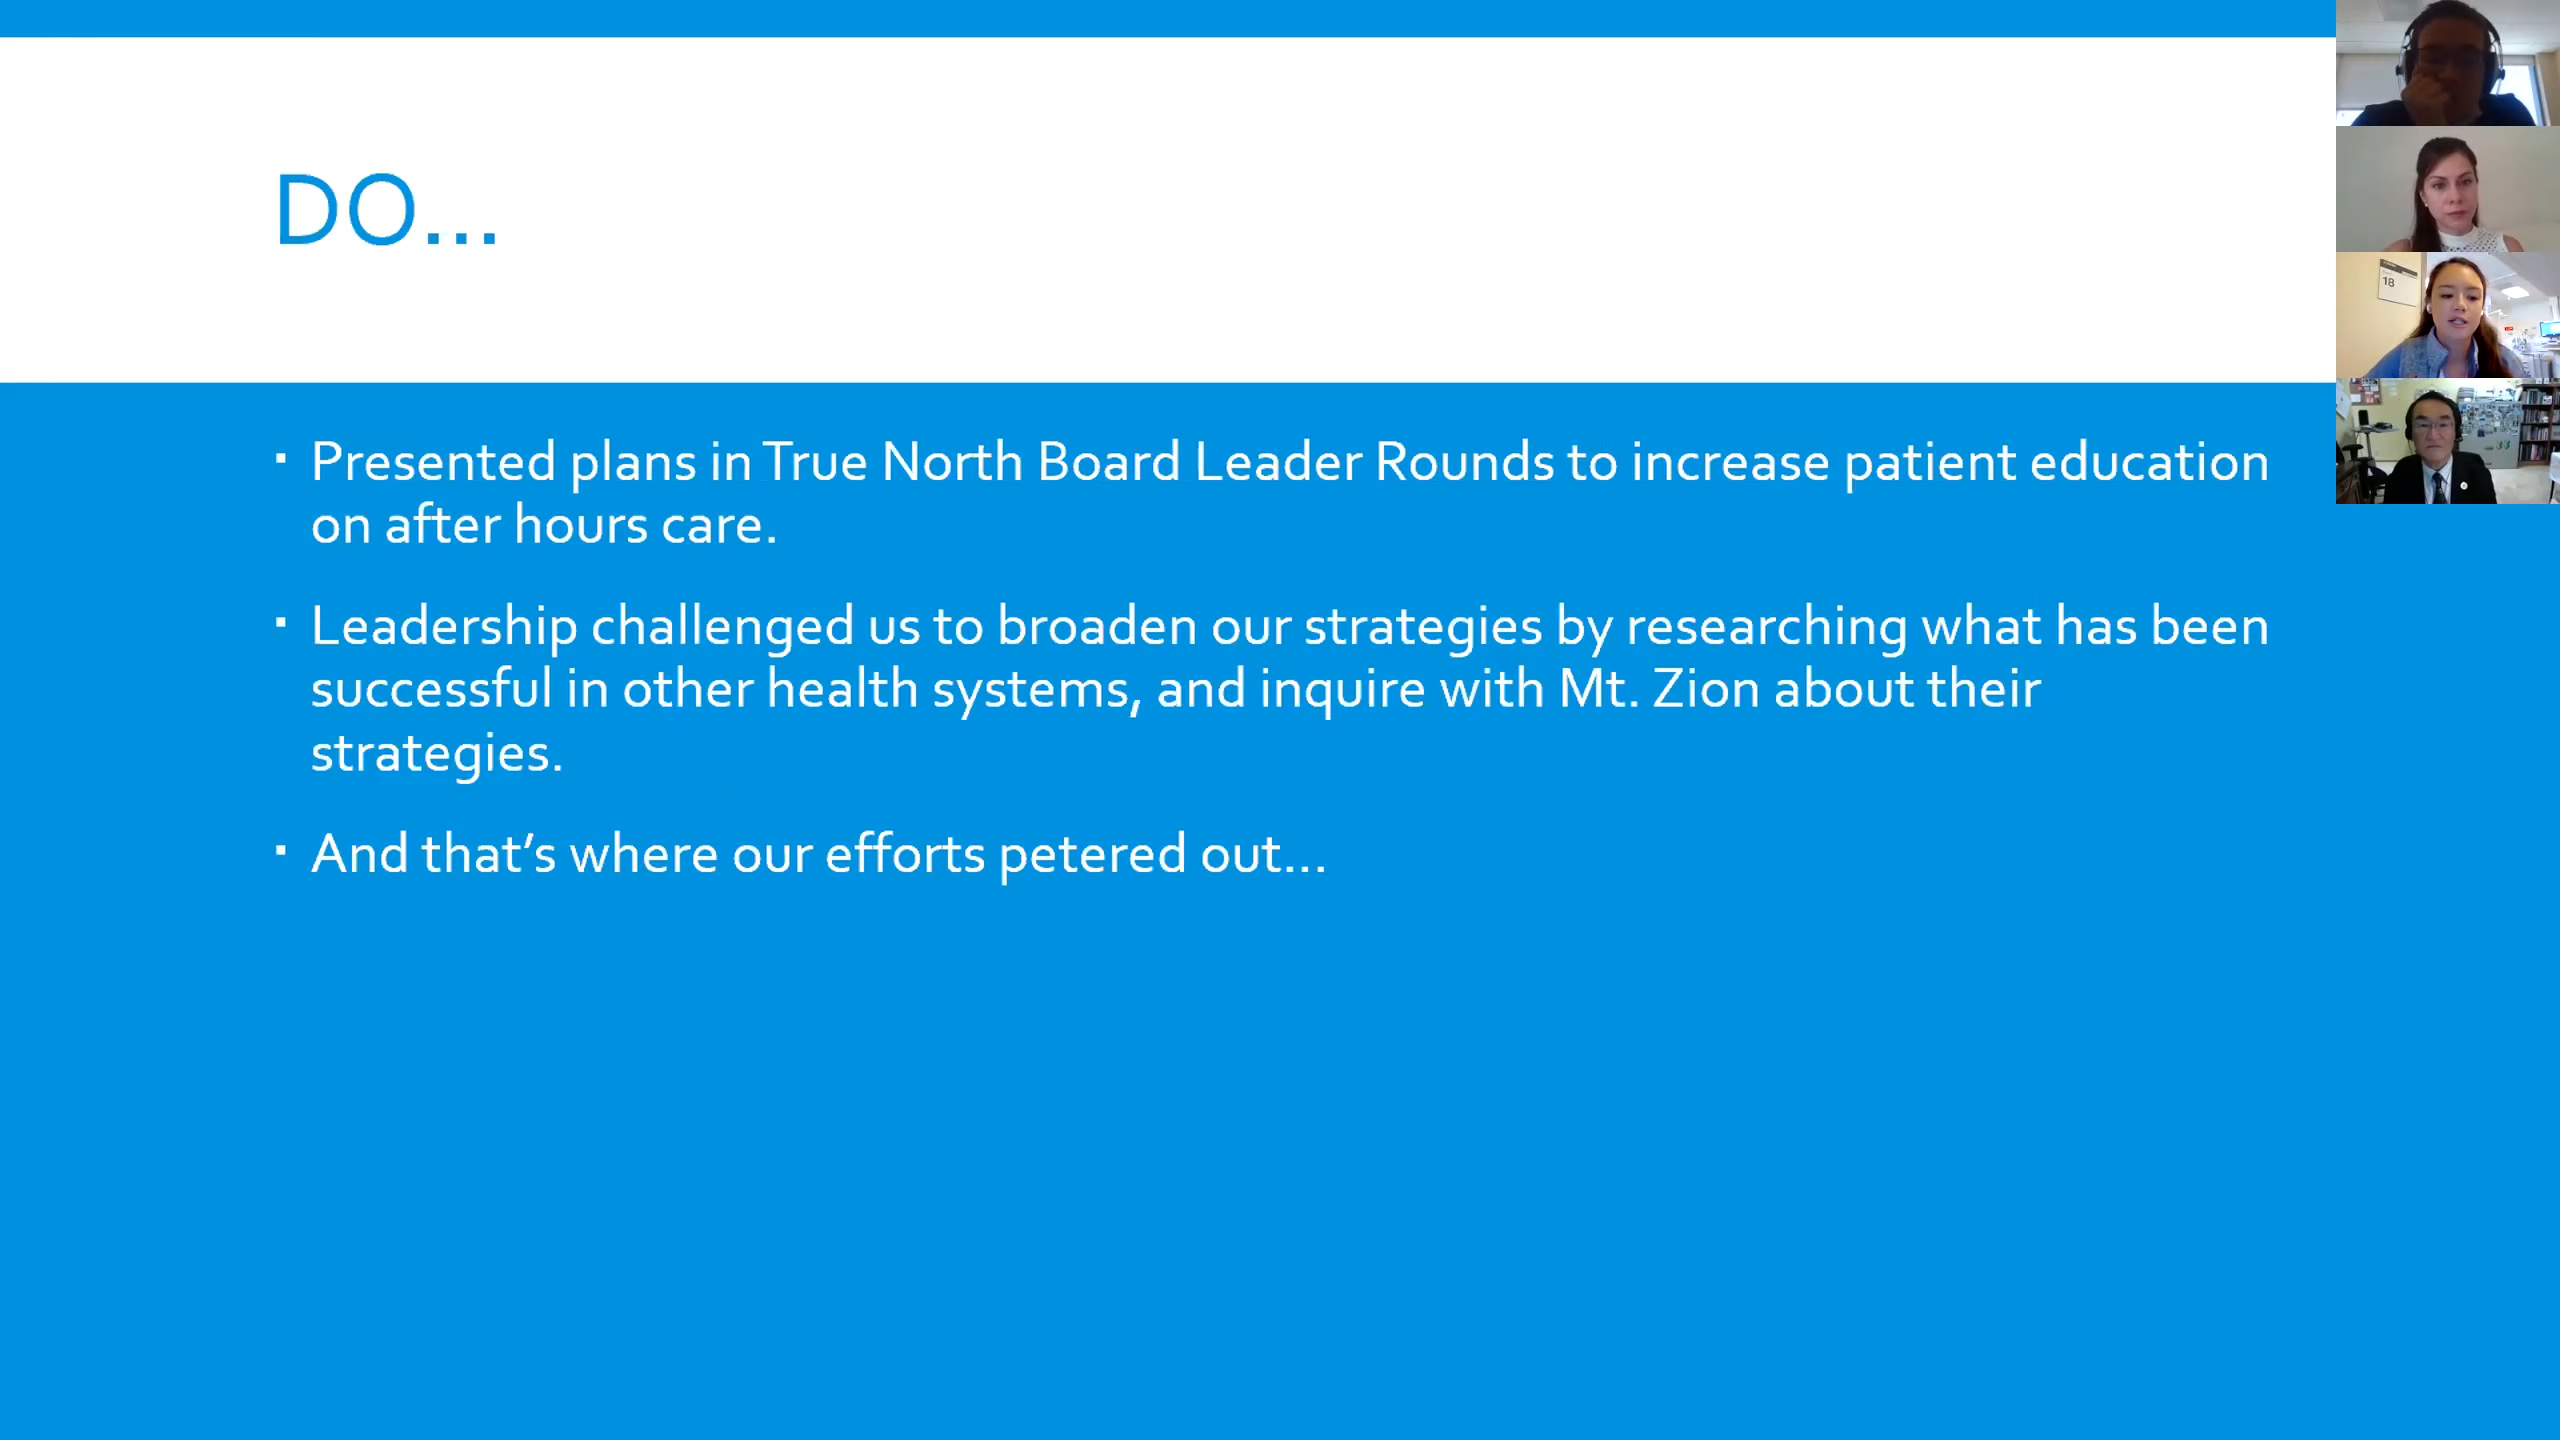 DO...
▪ Presented plans in True North Board Leader Rounds to increase patient education
on after hours care.
▪ Leadership challenged us to broaden our strategies by researching what has been
successful in other health systems, and inquire with Mt. Zion about their
strategies.
▪ And that’s where our efforts petered out...
18